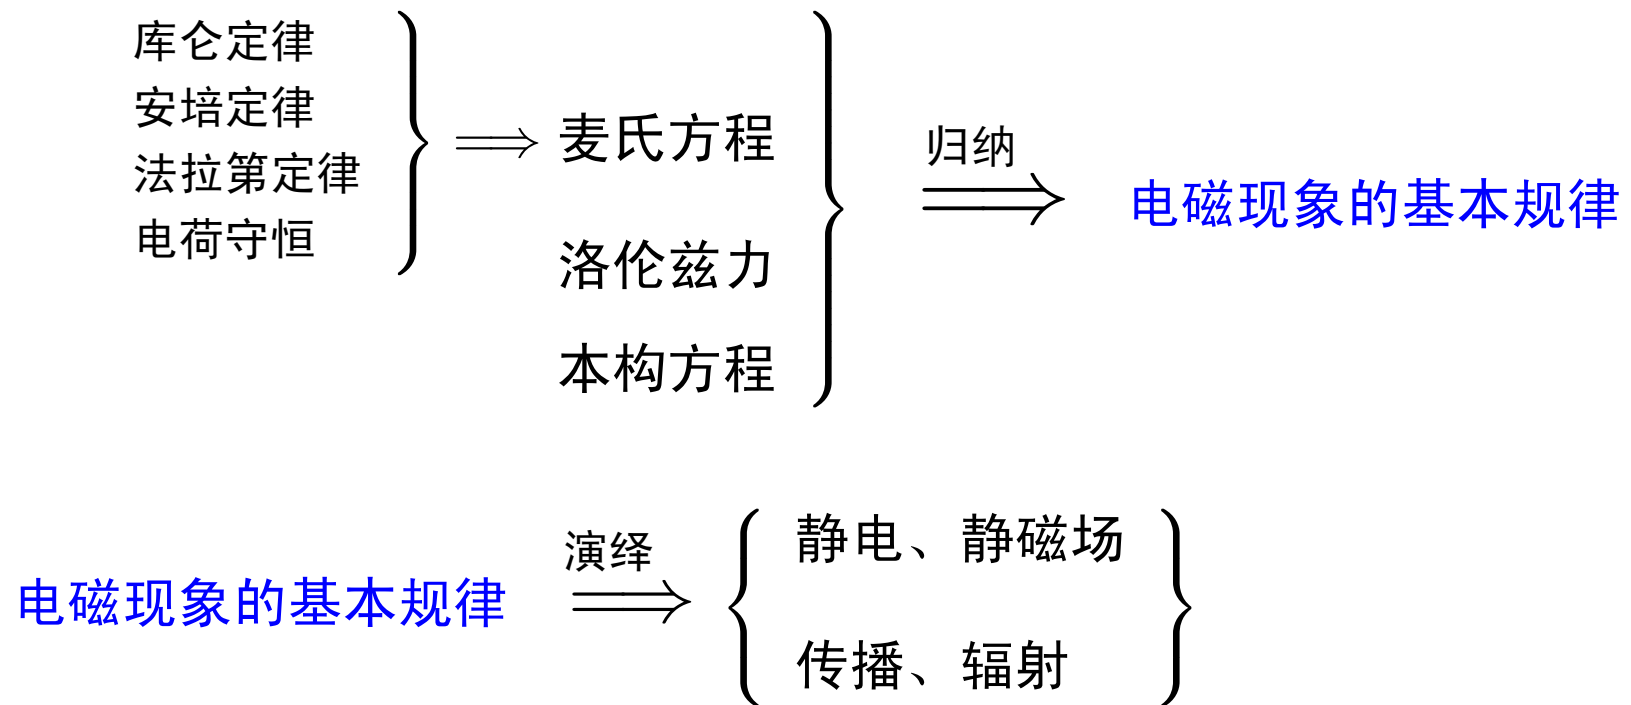 库仑定律
安培定律
法拉第定律
电荷守恒
⟹ 麦氏方程
洛伦兹力
本构方程
归纳
⟹ 电磁现象的基本规律
电磁现象的基本规律
演绎
⟹
静电、静磁场
传播、辐射